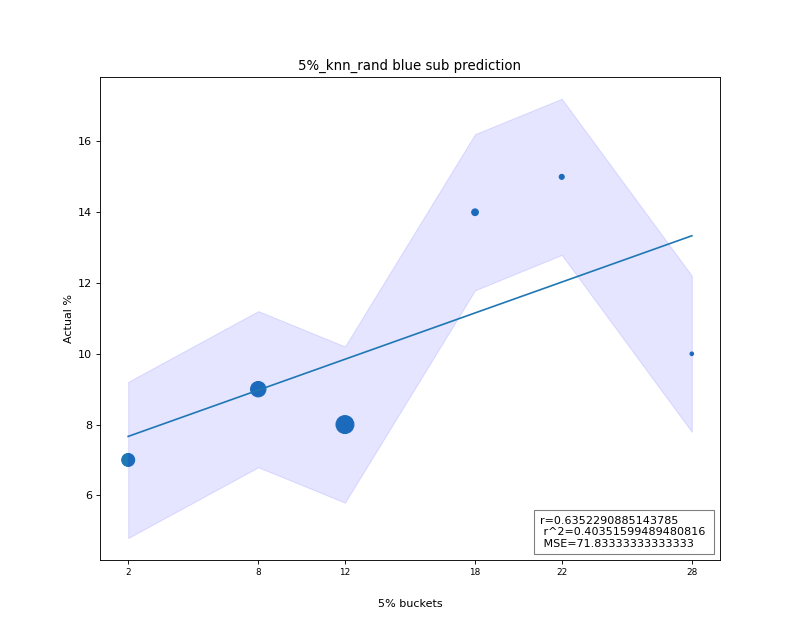 5%_knn_rand blue sub prediction
16
14
12
10
8
6
Actual %
r=0.6352290885143785
r^2=0.40351599489480816
MSE=71.83333333333333
2 8 12 18 22 28
5% buckets